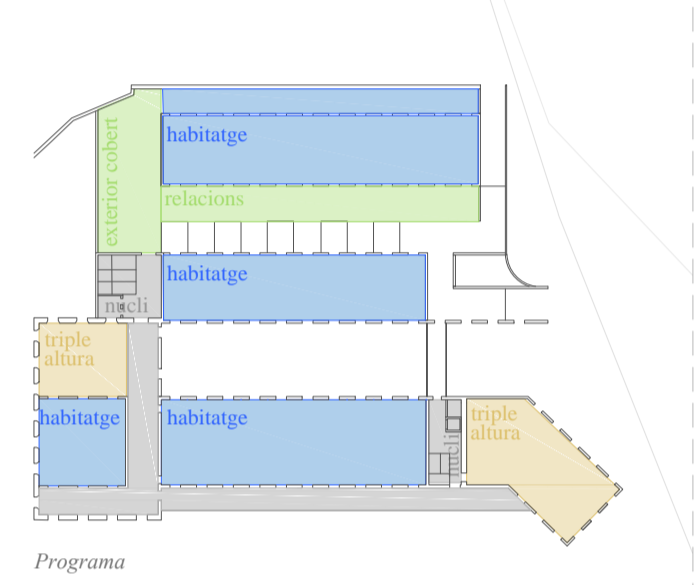 habitatge
exterior cobert
relacions
habitatge
nucli
triple
altura
habitatge
habitatge
nucli
triple
altura
Programa